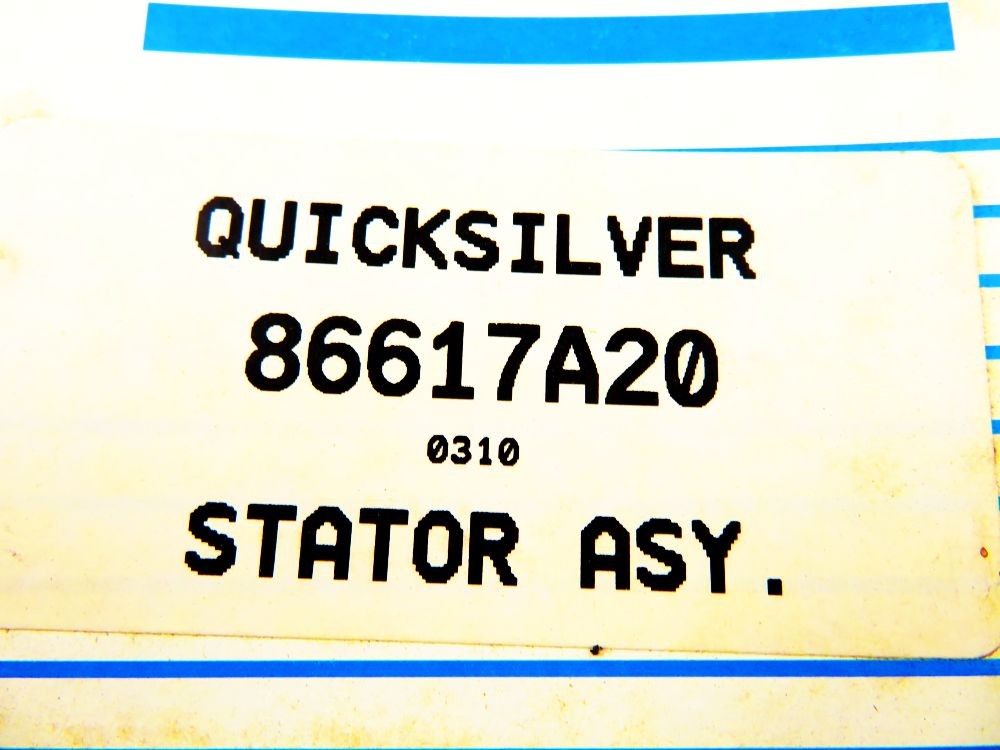 QUICKSILVER
86617A20
0310
STATOR ASY.